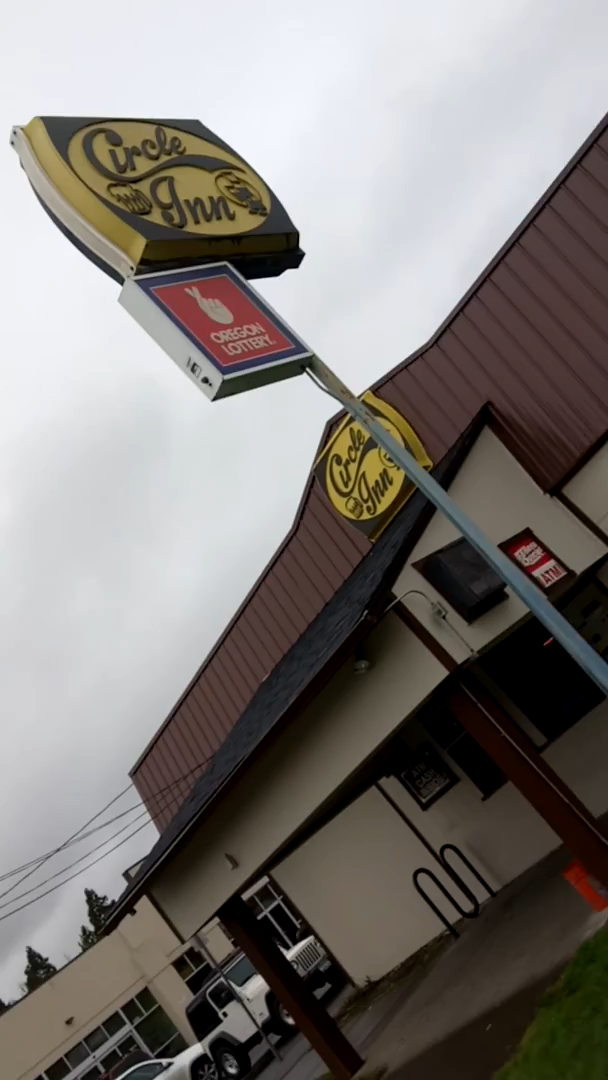 Circle
Inn
OREGON
LOTTERY.
Circle
Inn
ATM